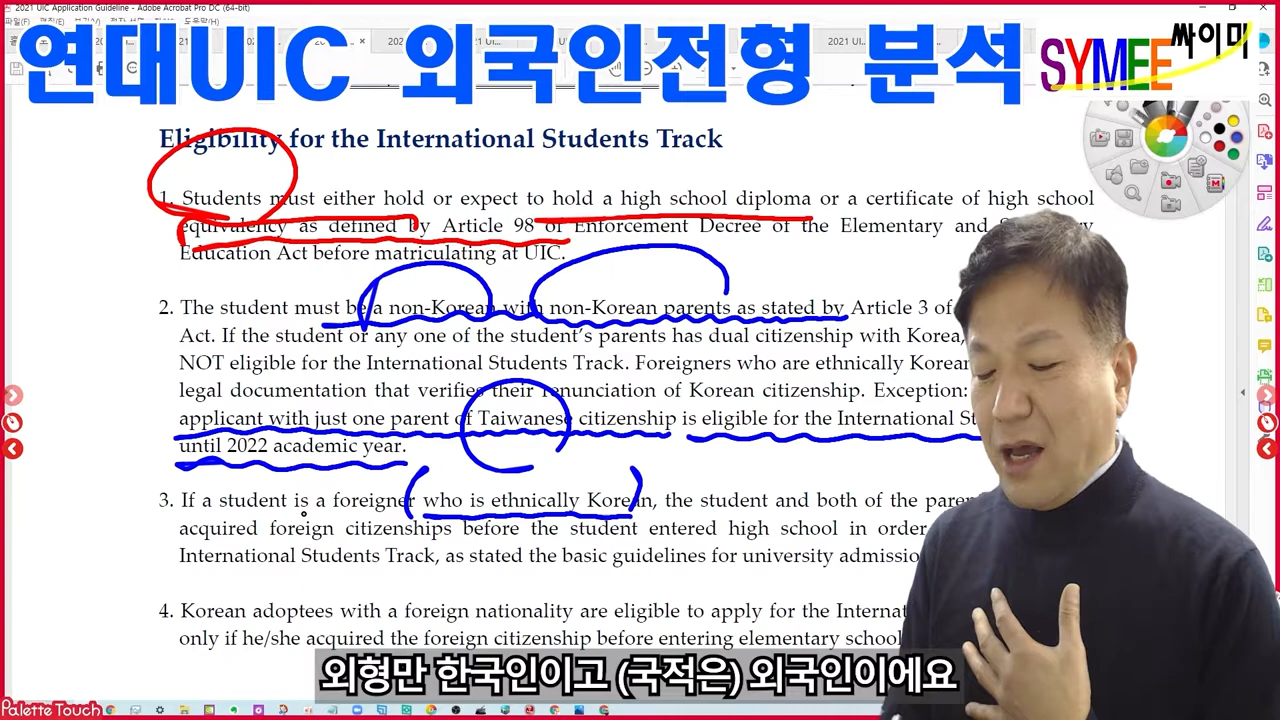 2021 UIC Application Guideline - Adobe Acrobat Pro DC (64-bit)
연대UIC 외국인전형 분석
SYMEE 싸이미
Eligibility for the International Students Track
1. Students must either hold or expect to hold a high school diploma or a certificate of high school
equivalency as defined by Article 98 of Enforcement Decree of the Elementary and
Education Act before matriculating at UIC.
2. The student must be a non-Korean with non-Korean parents as stated by Article 3 of
Act. If the student or any one of the student's parents has dual citizenship with Korea,
NOT eligible for the International Students Track. Foreigners who are ethnically Korean
legal documentation that verifies their renunciation of Korean citizenship. Exception:
applicant with just one parent of Taiwanese citizenship is eligible for the International
until 2022 academic year.
3. If a student is a foreigner who is ethnically Korean, the student and both of the
acquired foreign citizenships before the student entered high school in order
International Students Track, as stated the basic guidelines for university
4. Korean adoptees with a foreign nationality are eligible to apply for the
only if he/she acquired the foreign citizenship before entering elementary school
외형만 한국인이고 (국적은) 외국인이에요
Palette Touch